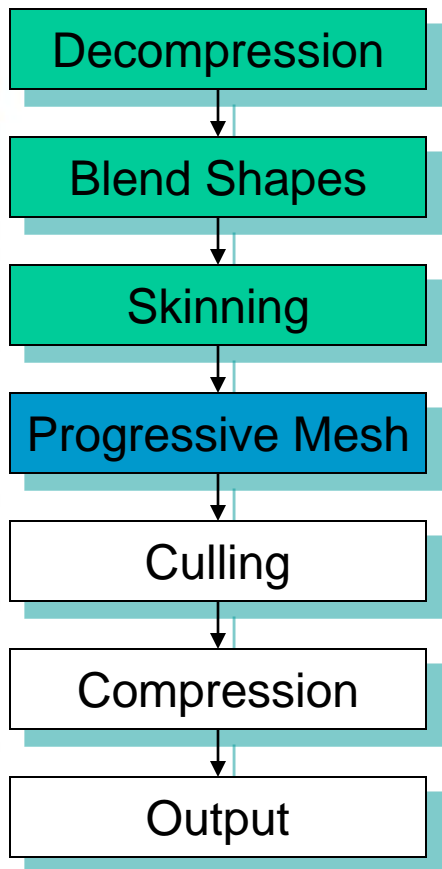 Decompression
Blend Shapes
Skinning
Progressive Mesh
Culling
Compression
Output